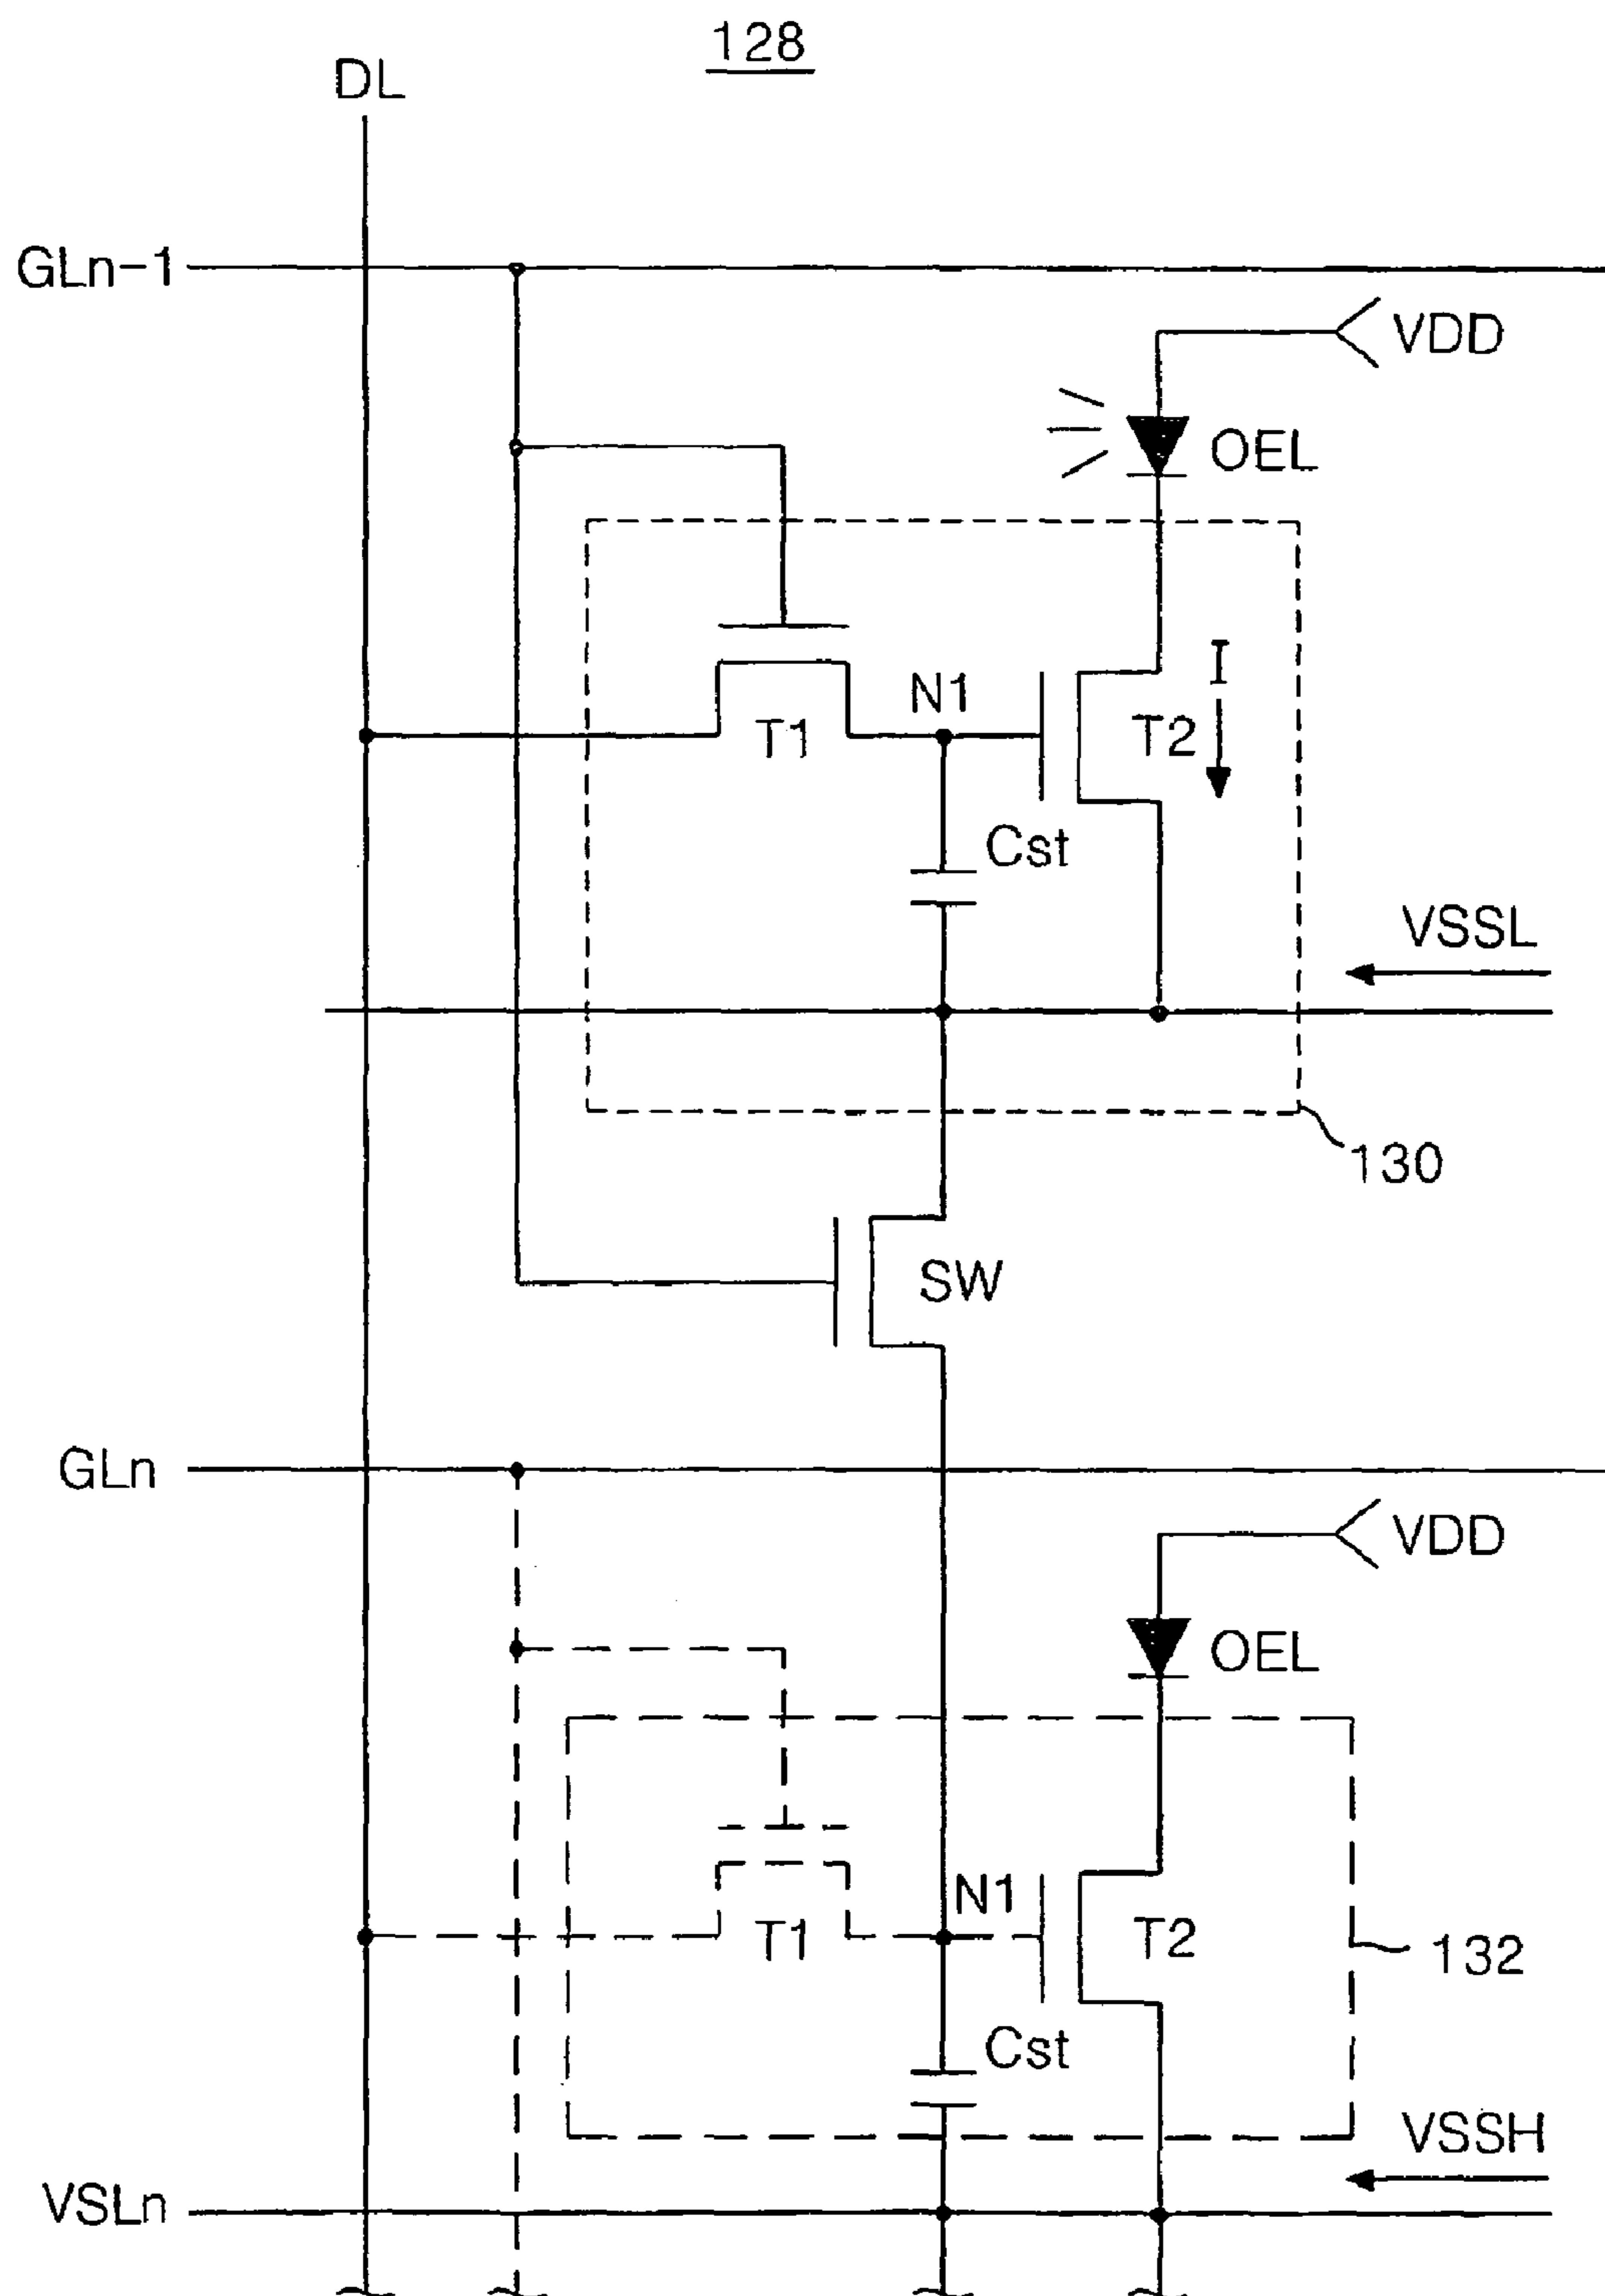 128
DL
GLn-1
VDD
OEL
I
N1
T1
T2
Cst
VSSL
130
SW
GLn
VDD
OEL
N1
T1
T2
132
Cst
VSSH
VSLn